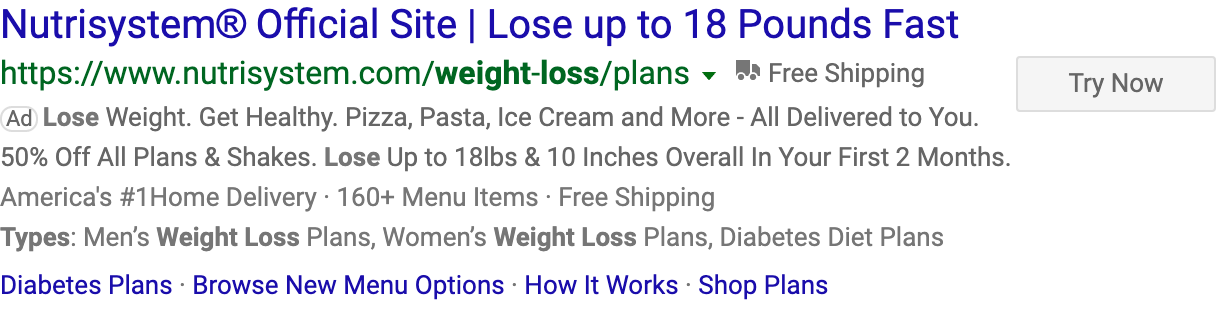 Nutrisystem® Official Site | Lose up to 18 Pounds Fast
https://www.nutrisystem.com/weight-loss/plans Free Shipping
Try Now
Ad Lose Weight. Get Healthy. Pizza, Pasta, Ice Cream and More - All Delivered to You.
50% Off All Plans & Shakes. Lose Up to 18lbs & 10 Inches Overall In Your First 2 Months.
America's #1Home Delivery · 160+ Menu Items · Free Shipping
Types: Men’s Weight Loss Plans, Women’s Weight Loss Plans, Diabetes Diet Plans
Diabetes Plans · Browse New Menu Options · How It Works · Shop Plans